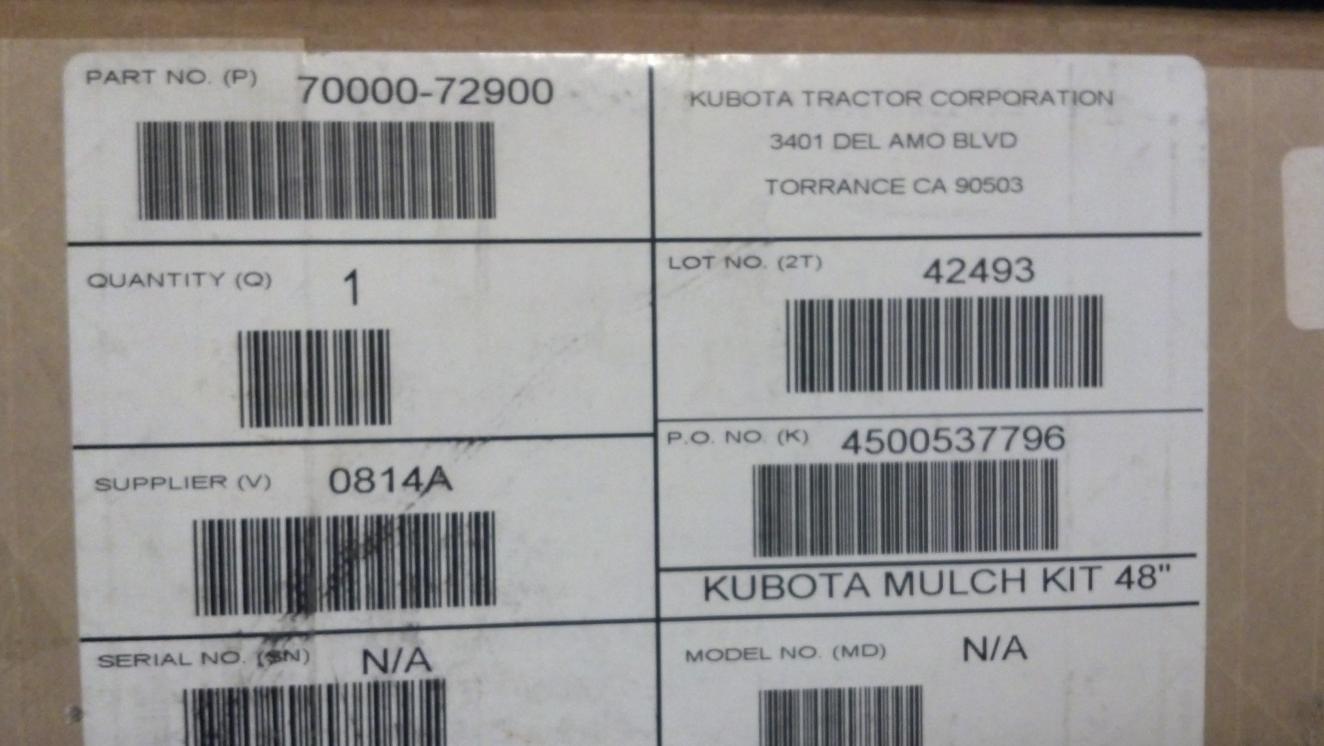 PART NO. (P) 70000-72900
KUBOTA TRACTOR CORPORATION
3401 DEL AMO BLVD
TORRANCE CA 90503
QUANTITY (Q) 1
LOT NO. (2T) 42493
SUPPLIER (V) 0814A
P.O. NO. (K) 4500537796
KUBOTA MULCH KIT 48"
SERIAL NO. (SN) N/A
MODEL NO. (MD) N/A